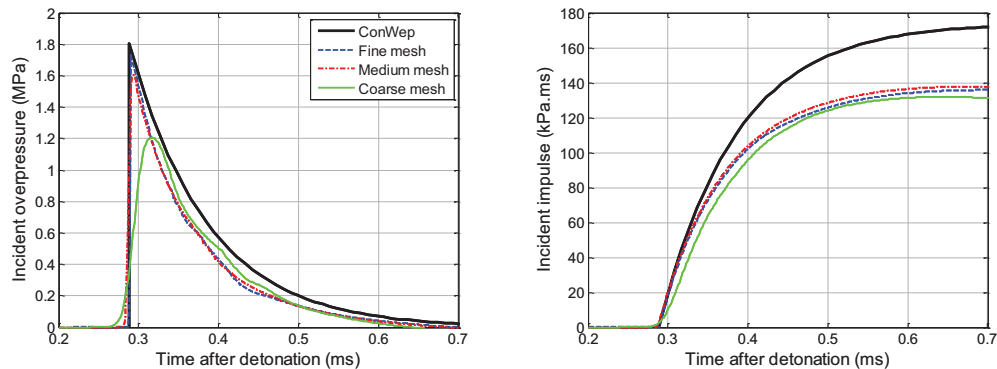 2
1.8
1.6
1.4
1.2
1
0.8
0.6
0.4
0.2
0
0.2 0.3 0.4 0.5 0.6 0.7
Incident overpressure (MPa)
Time after detonation (ms)
ConWep
Fine mesh
Medium mesh
Coarse mesh
160
140
120
100
80
60
40
20
0
0.2 0.3 0.4 0.5 0.6 0.7
Incident impulse (kPa.ms)
Time after detonation (ms)